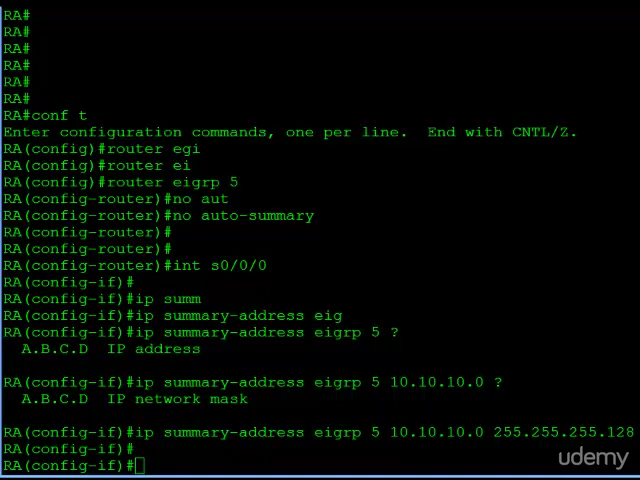 RA#
RA#
RA#
RA#
RA#
RA#
RA#conf t
Enter configuration commands, one per line.  End with CNTL/Z.
RA(config)#router egi
RA(config)#router ei
RA(config)#router eigrp 5
RA(config-router)#no aut
RA(config-router)#no auto-summary
RA(config-router)#
RA(config-router)#
RA(config-router)#int s0/0/0
RA(config-if)#
RA(config-if)#ip summ
RA(config-if)#ip summary-address eig
RA(config-if)#ip summary-address eigrp 5 ?
  A.B.C.D  IP address
RA(config-if)#ip summary-address eigrp 5 10.10.10.0 ?
  A.B.C.D  IP network mask
RA(config-if)#ip summary-address eigrp 5 10.10.10.0 255.255.255.128
RA(config-if)#
RA(config-if)#
udemy